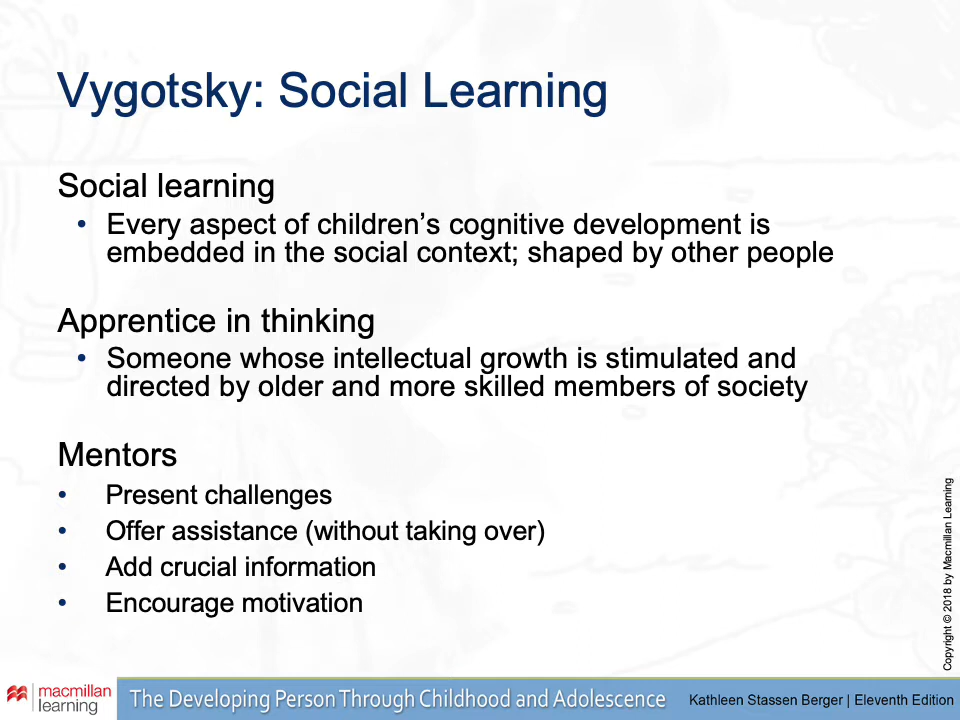 Vygotsky: Social Learning
Social learning
• Every aspect of children’s cognitive development is
embedded in the social context; shaped by other people
Apprentice in thinking
• Someone whose intellectual growth is stimulated and
directed by older and more skilled members of society
Mentors
• Present challenges
• Offer assistance (without taking over)
• Add crucial information
• Encourage motivation
Copyright © 2018 by Macmillan Learning
macmillan
learning
The Developing Person Through Childhood and Adolescence
Kathleen Stassen Berger | Eleventh Edition